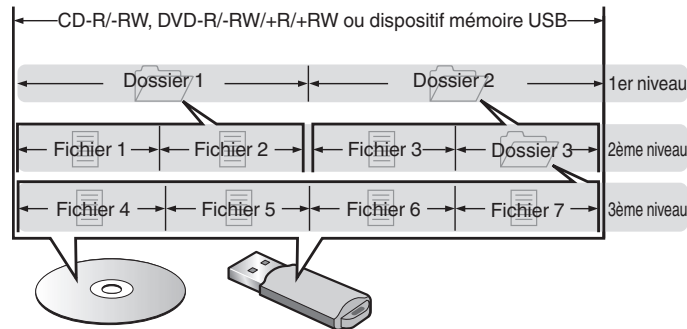 CD-R/-RW, DVD-R/-RW/+R/+RW ou dispositif mémoire USB
Dossier 1 Dossier 2 1er niveau
Fichier 1 Fichier 2 Fichier 3 Dossier 3 2ème niveau
Fichier 4 Fichier 5 Fichier 6 Fichier 7 3ème niveau